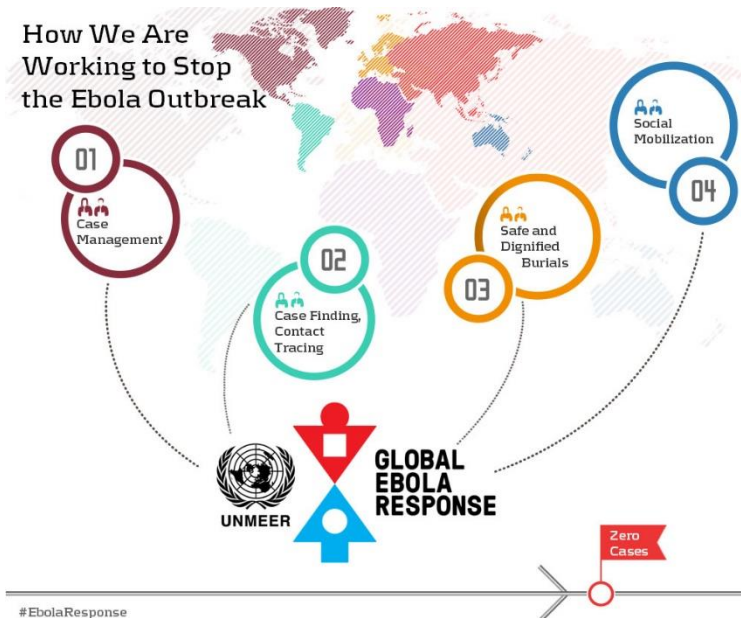 How We Are
Working to Stop
the Ebola Outbreak
01
Case
Management
02
Case Finding,
Contact
Tracing
03
Safe and
Dignified
Burials
04
Social
Mobilization
UNMEER
GLOBAL
EBOLA
RESPONSE
Zero
Cases
#EbolaResponse